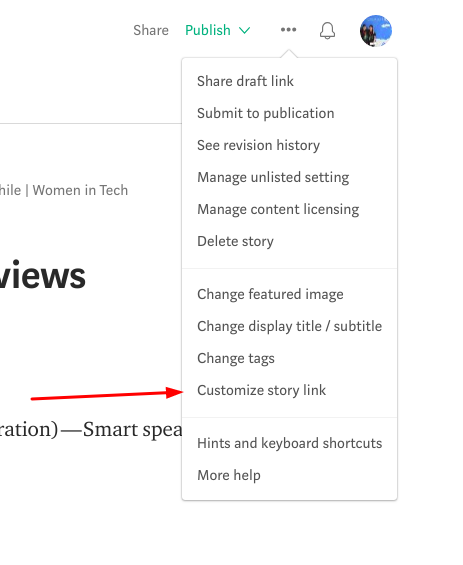 Share Publish
Share draft link
Submit to publication
See revision history
Manage unlisted setting
hile | Women in Tech
Manage content licensing
Delete story
views
Change featured image
Change display title / subtitle
Change tags
Customize story link
ration)—Smart spea
Hints and keyboard shortcuts
More help